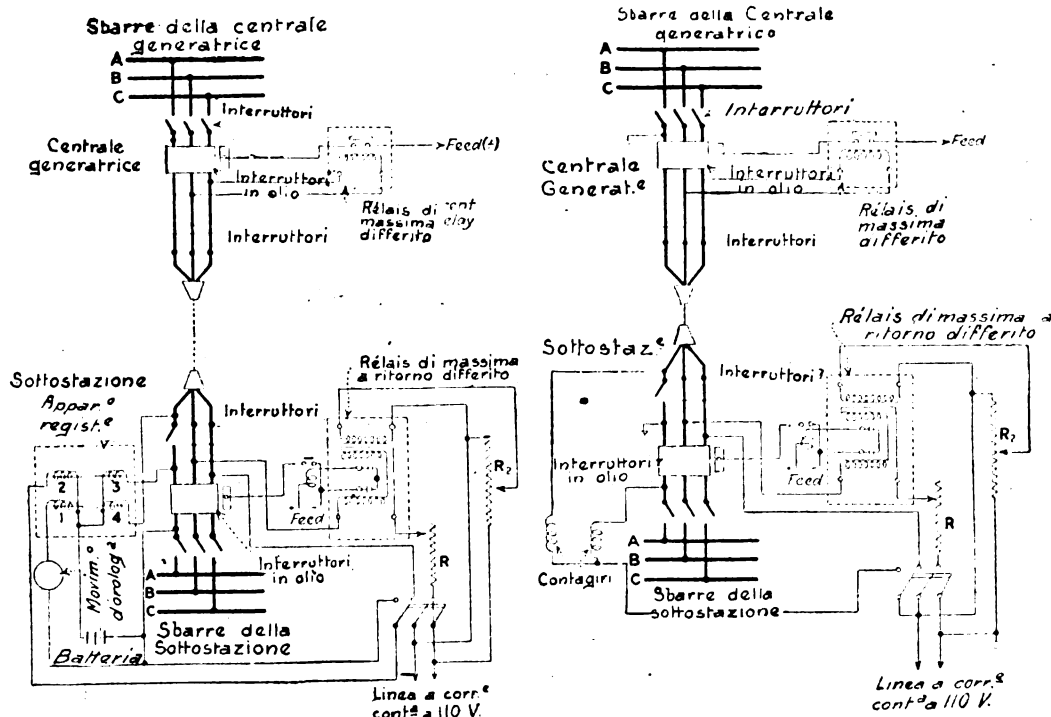 Sbarre della centrale
generatrice
A
B
C
Interruttori
Centrale
generatrice
Feed(1)
Interruttori
in olio
Rélais di
massima
differito
Interruttori
Sottostazione
Appar.o
regist.e
Rélais di massima
a ritorno differito
Interruttori
2
3
1
4
Feed
R2
R
Movim.o
d'orolog.a
Interruttori
in olio
A
B
C
Sbarre della
Sottostazione
Batteria
Linea a corr.e
cont.a a 110 V.
Sbarre della Centrale
generatrico
A
B
C
Intarruttori
Centrale
Generat.e
Feed
Interruttori
in olio
Rélais di
massima
differito
Interruttori
Rélais di massima a
ritorno differito
Sottostaz.e
Interruttori
Interruttori
in olio
Feed
R2
R
A
B
C
Contagiri
Sbarre della
sottostazione
Linea a corr.e
cont.a a 110 V.